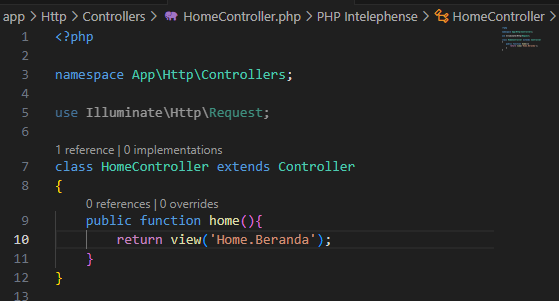 app > Http > Controllers > HomeController.php > PHP Intelephense > HomeController >
1 <?php
2
3 namespace App\Http\Controllers;
4
5 use Illuminate\Http\Request;
6
1 reference | 0 implementations
7 class HomeController extends Controller
8 {
0 references | 0 overrides
9 public function home(){
10 return view('Home.Beranda');
11 }
12 }
13